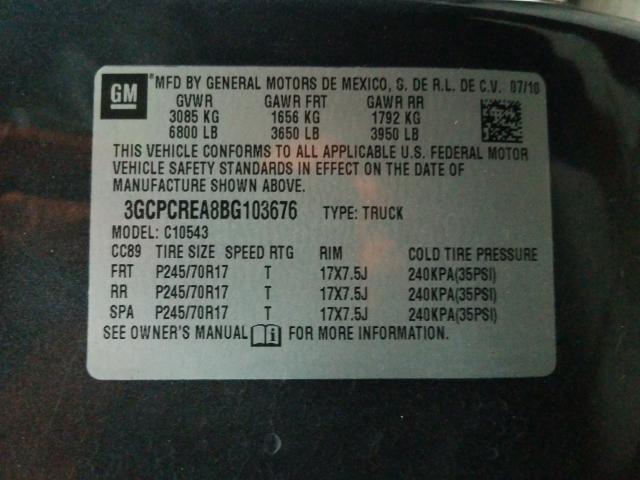 GM
MFD BY GENERAL MOTORS DE MEXICO, S. DE R.L. DE C.V. 07/10
GVWR GAWR FRT GAWR RR
3085 KG 1656 KG 1792 KG
6800 LB 3650 LB 3950 LB
THIS VEHICLE CONFORMS TO ALL APPLICABLE U.S. FEDERAL MOTOR
VEHICLE SAFETY STANDARDS IN EFFECT ON THE DATE OF
MANUFACTURE SHOWN ABOVE.
3GCPCREA8BG103676 TYPE: TRUCK
MODEL: C10543
CC89 TIRE SIZE SPEED RTG RIM COLD TIRE PRESSURE
FRT P245/70R17 T 17X7.5J 240KPA(35PSI)
RR P245/70R17 T 17X7.5J 240KPA(35PSI)
SPA P245/70R17 T 17X7.5J 240KPA(35PSI)
SEE OWNER'S MANUAL FOR MORE INFORMATION.